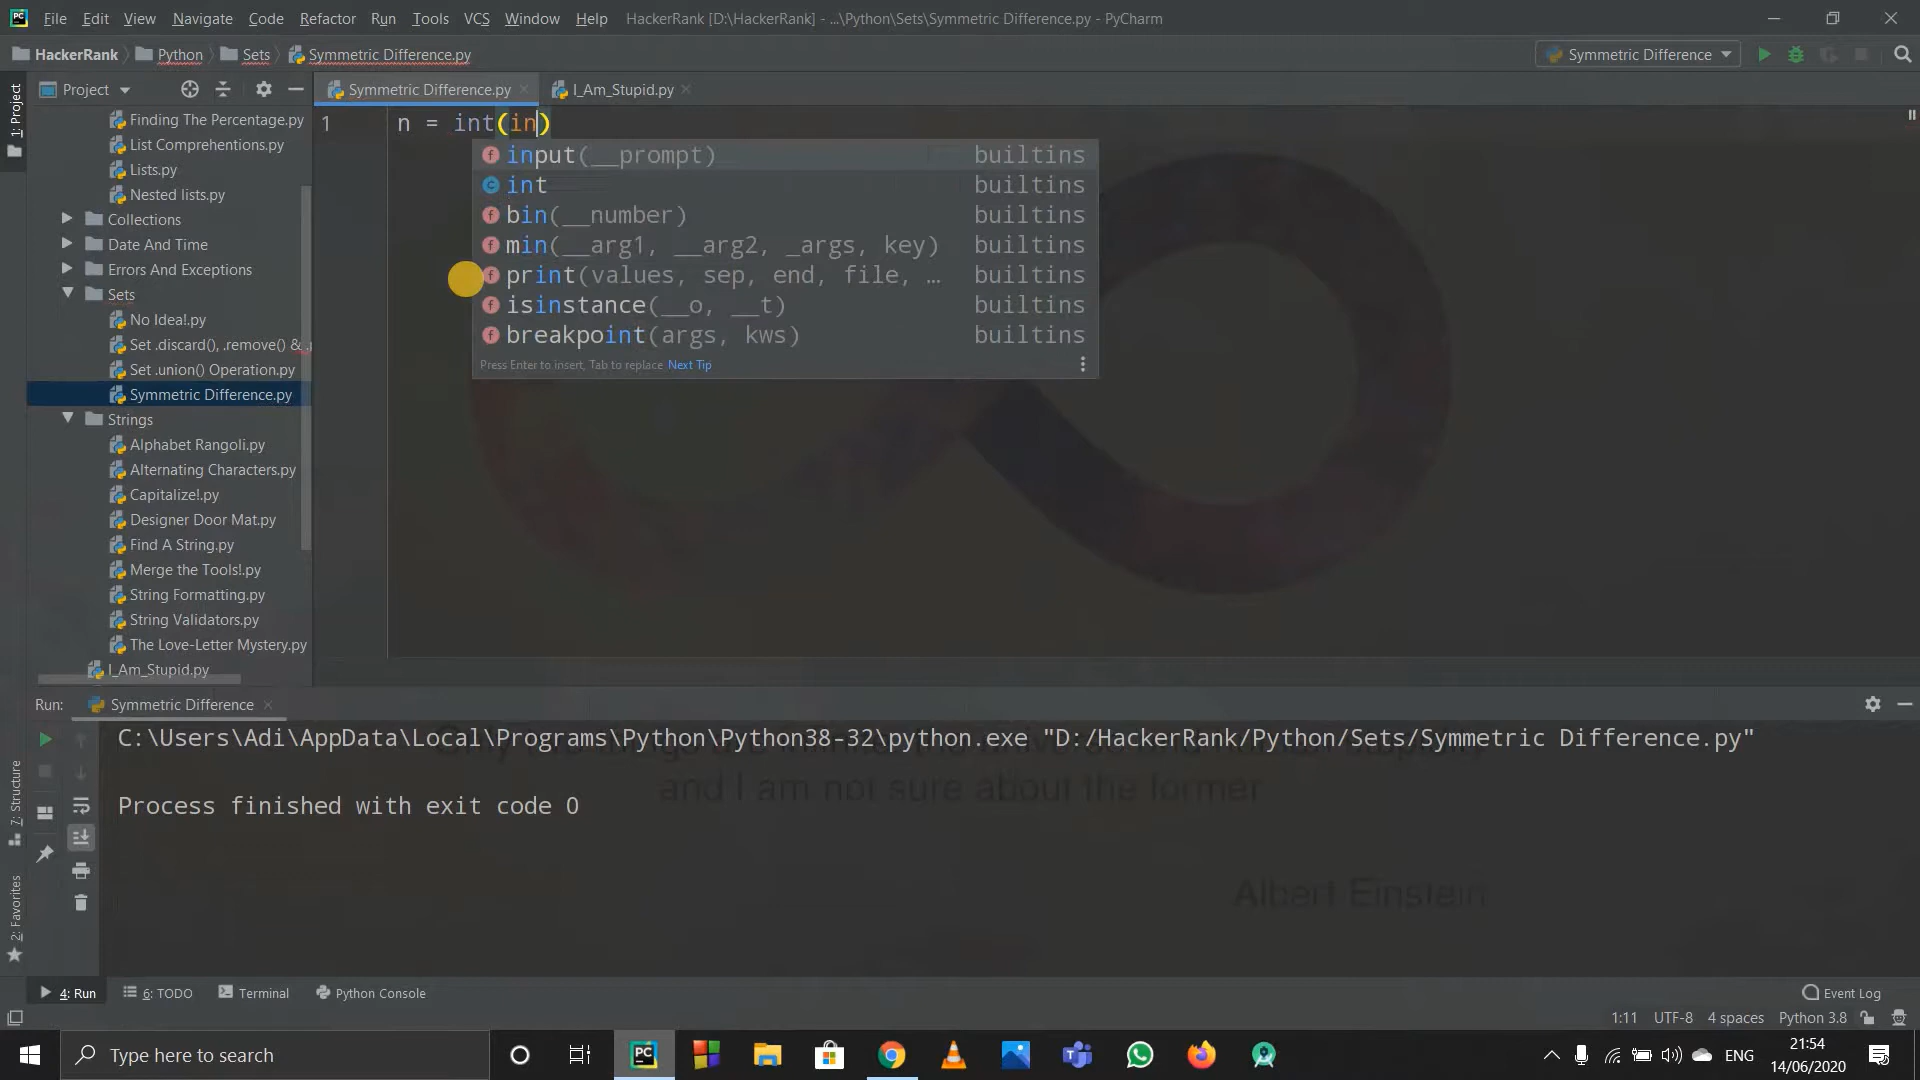 File Edit View Navigate Code Refactor Run Tools VCS Window Help HackerRank [D:\HackerRank] - ...\Python\Sets\Symmetric Difference.py - PyCharm
HackerRank Python Sets Symmetric Difference.py Symmetric Difference
1: Project
Project Symmetric Difference.py I_Am_Stupid.py
Finding The Percentage.py
List Comprehentions.py
Lists.py
Nested lists.py
Collections
Date And Time
Errors And Exceptions
Sets
No Idea!.py
Set .discard(), .remove() & .
Set .union() Operation.py
Symmetric Difference.py
Strings
Alphabet Rangoli.py
Alternating Characters.py
Capitalize!.py
Designer Door Mat.py
Find A String.py
Merge the Tools!.py
String Formatting.py
String Validators.py
The Love-Letter Mystery.py
I_Am_Stupid.py
1 n = int(in)
input(__prompt) builtins
int builtins
bin(__number) builtins
min(__arg1, __arg2, _args, key) builtins
print(values, sep, end, file, … builtins
isinstance(__o, __t) builtins
breakpoint(args, kws) builtins
Press Enter to insert, Tab to replace Next Tip
Run: Symmetric Difference
C:\Users\Adi\AppData\Local\Programs\Python\Python38-32\python.exe "D:/HackerRank/Python/Sets/Symmetric Difference.py"
and I am not sure about the former
Process finished with exit code 0
Albert Einstein
7: Structure
2: Favorites
4: Run 6: TODO Terminal Python Console Event Log
1:11 UTF-8 4 spaces Python 3.8
Type here to search
ENG
21:54
14/06/2020